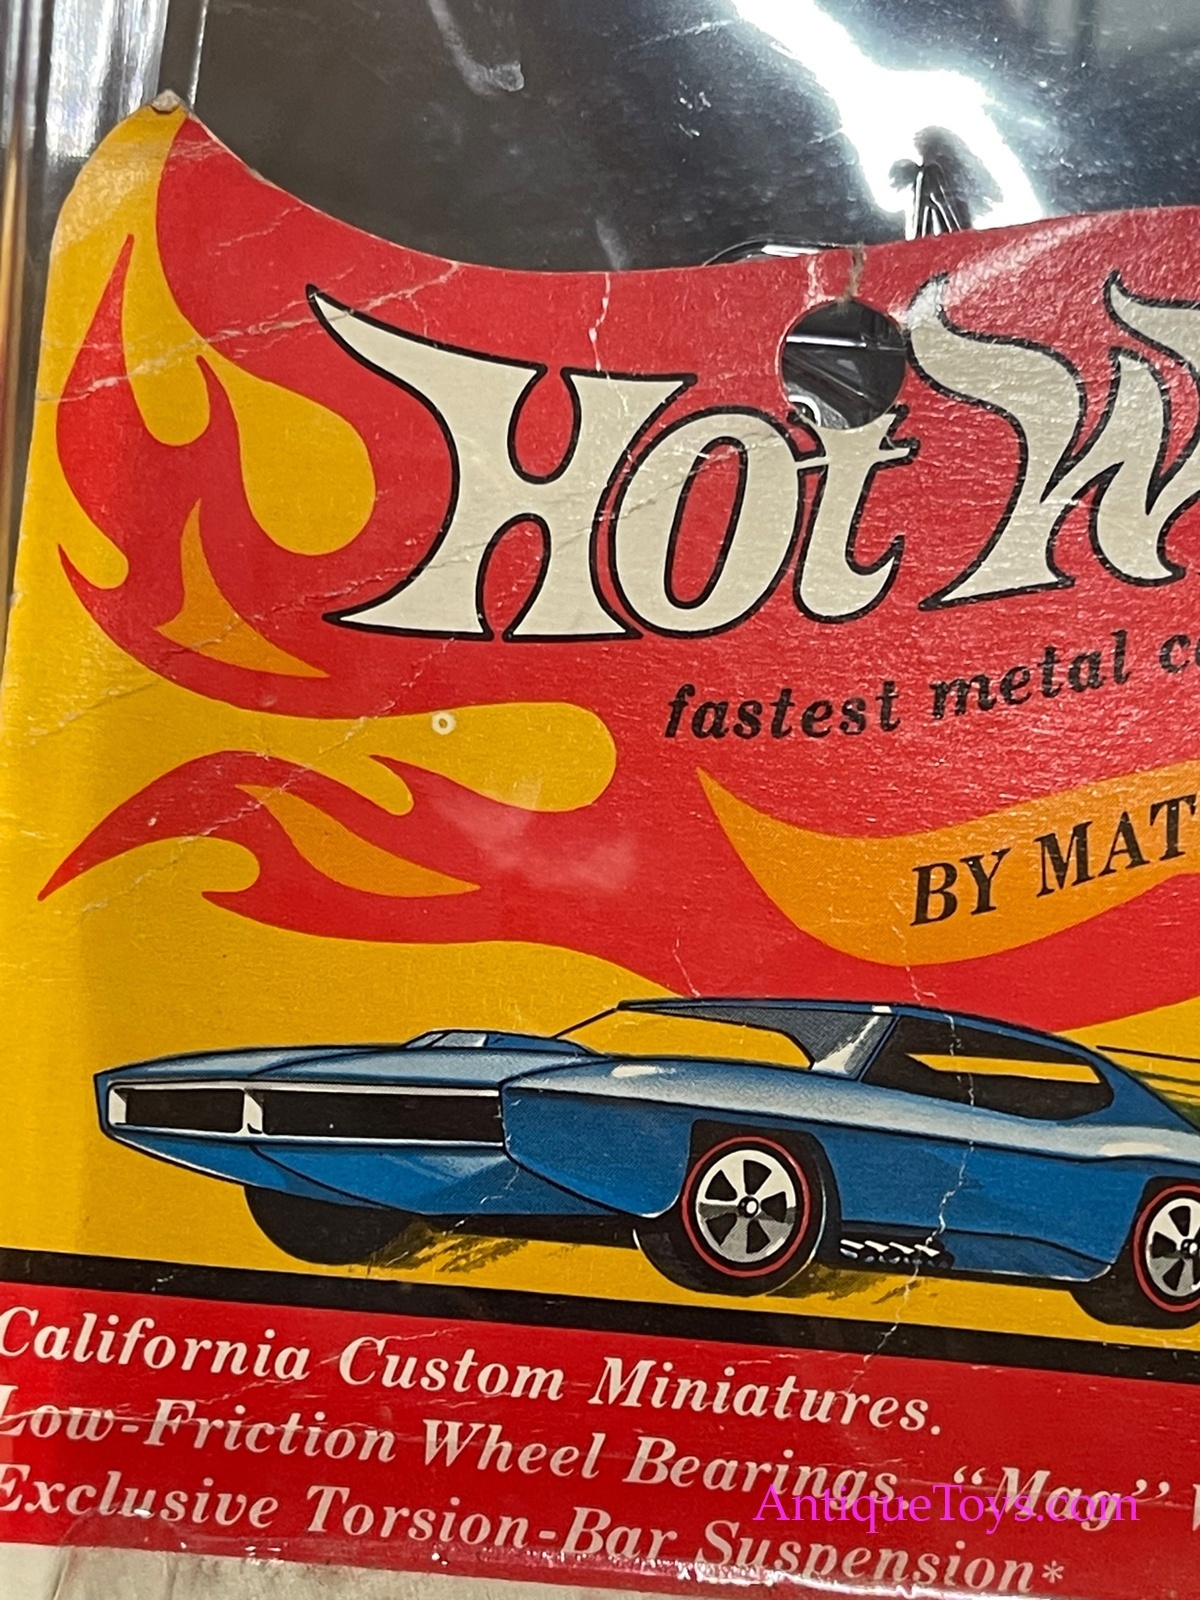 Hot W
fastest metal c
BY MAT
California Custom Miniatures.
Low-Friction Wheel Bearings. "Mag"
Exclusive Torsion-Bar Suspension*
AntiqueToys.com